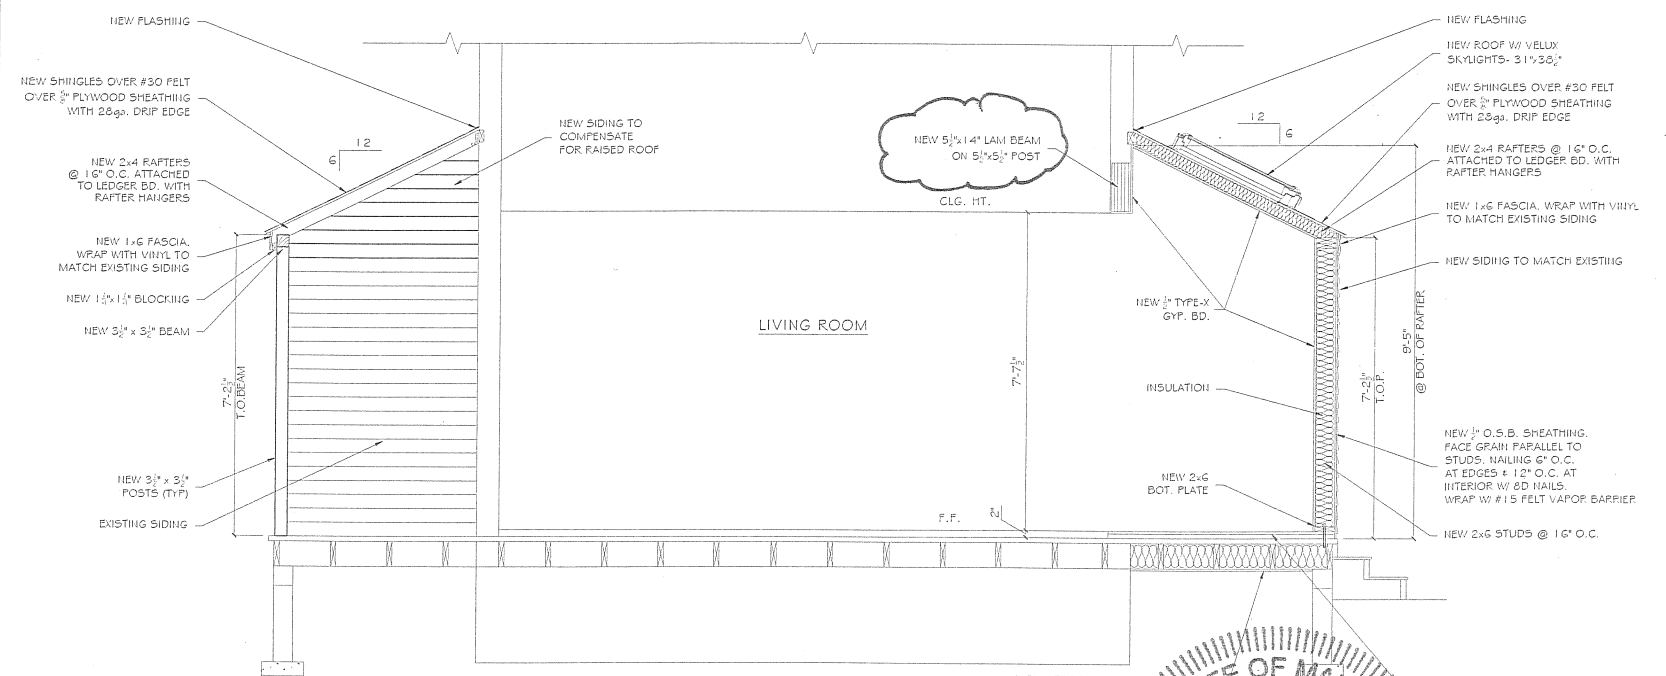 NEW FLASHING
NEW SHINGLES OVER #30 FELT
OVER 5/8" PLYWOOD SHEATHING
WITH 28ga. DRIP EDGE
12
6
NEW 2x4 RAFTERS
@ 16" O.C. ATTACHED
TO LEDGER BD. WITH
RAFTER HANGERS
NEW 1x6 FASCIA.
WRAP WITH VINYL TO
MATCH EXISTING SIDING
NEW BLOCKING
NEW 3½" x 3½" BEAM
7'-2½"
T.O.BEAM
NEW 3½" x 3½"
POSTS (TYP)
EXISTING SIDING
NEW SIDING TO
COMPENSATE
FOR RAISED ROOF
NEW 5½"x14" LAM BEAM
ON 5½"x5½" POST
CLG. HT.
LIVING ROOM
7'-7½"
F.F.
2"
NEW ½" TYPE-X
GYP. BD.
INSULATION
NEW 2x6
BOT. PLATE
12
6
NEW FLASHING
NEW ROOF W/ VELUX
SKYLIGHTS- 31"x38½"
NEW SHINGLES OVER #30 FELT
OVER PLYWOOD SHEATHING
WITH 28ga. DRIP EDGE
NEW 2x4 RAFTERS @ 16" O.C.
ATTACHED TO LEDGER BD. WITH
RAFTER HANGERS
NEW 1x6 FASCIA. WRAP WITH VINYL
TO MATCH EXISTING SIDING
NEW SIDING TO MATCH EXISTING
7'-2½"
T.O.P.
9'-5"
@ BOT. OF RAFTER
NEW ½" O.S.B. SHEATHING.
FACE GRAIN PARALLEL TO
STUDS. NAILING 6" O.C.
AT EDGES & 12" O.C. AT
INTERIOR W/ 8D NAILS.
WRAP W/ #15 FELT VAPOR BARRIER
NEW 2x6 STUDS @ 16" O.C.
OF